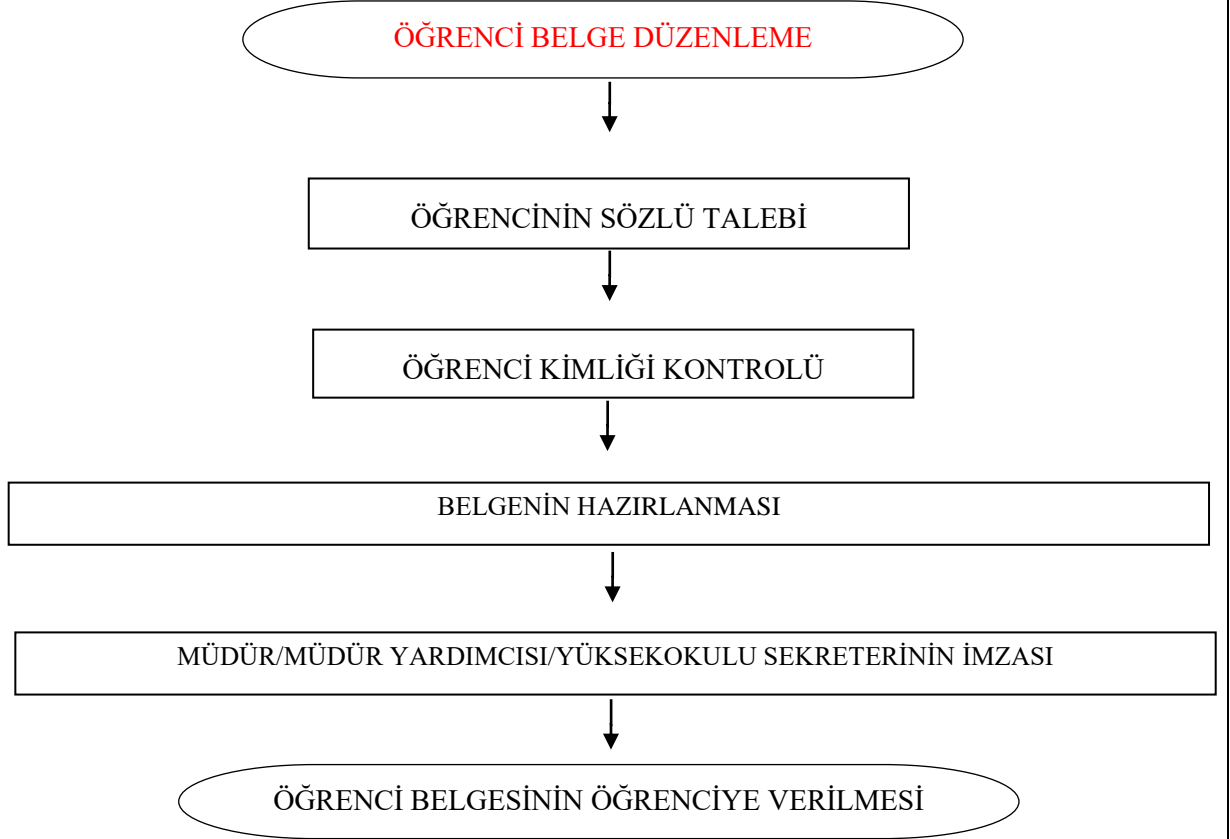 ÖĞRENCİ BELGE DÜZENLEME
ÖĞRENCİNİN SÖZLÜ TALEBİ
ÖĞRENCİ KİMLİĞİ KONTROLÜ
BELGENİN HAZIRLANMASI
MÜDÜR/MÜDÜR YARDIMCISI/YÜKSEKOKULU SEKRETERİNİN İMZASI
ÖĞRENCİ BELGESİNİN ÖĞRENCİYE VERİLMESİ